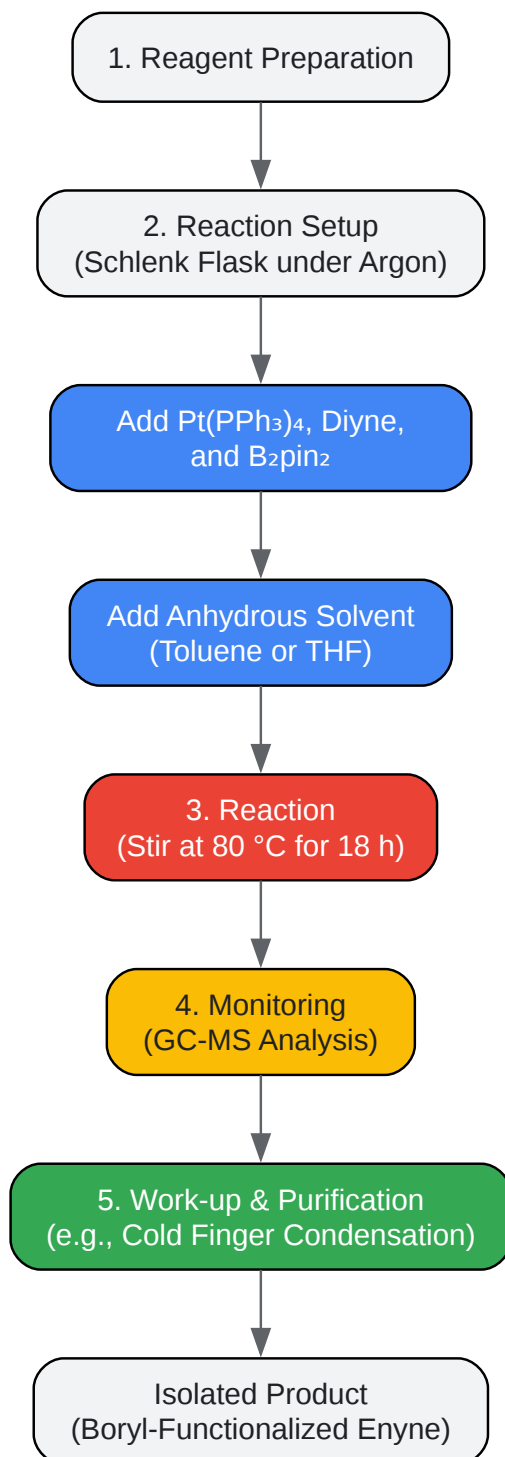 1. Reagent Preparation
2. Reaction Setup
(Schlenk Flask under Argon)
Add Pt(PPh₃)₄, Diyne,
and B₂pin₂
Add Anhydrous Solvent
(Toluene or THF)
3. Reaction
(Stir at 80 °C for 18 h)
4. Monitoring
(GC-MS Analysis)
5. Work-up & Purification
(e.g., Cold Finger Condensation)
Isolated Product
(Boryl-Functionalized Enyne)